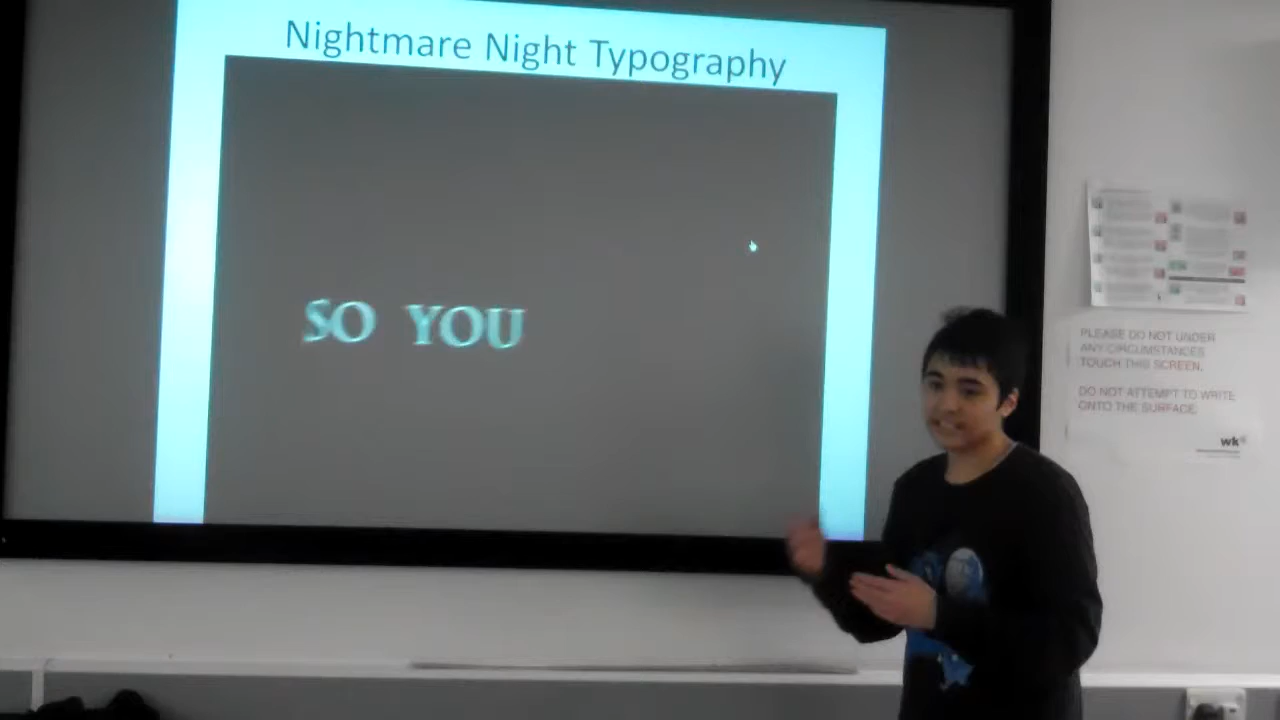 Nightmare Night Typography
SO YOU
PLEASE DO NOT UNDER
ANY CIRCUMSTANCES
TOUCH THIS SCREEN.
DO NOT ATTEMPT TO WRITE
ONTO THE SURFACE.
wk